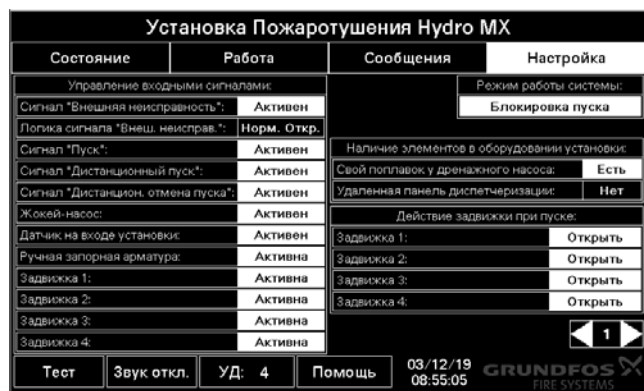 Установка Пожаротушения Hydro MX
Состояние Работа Сообщения Настройка
Управление входными сигналами:
Сигнал "Внешняя неисправность": Активен
Логика сигнала "Внеш. неисправ.": Норм. Откр.
Сигнал "Пуск": Активен
Сигнал "Дистанционный пуск": Активен
Сигнал "Дистанцион. отмена пуска": Активен
Жокей-насос: Активен
Датчик на входе установки: Активен
Ручная запорная арматура: Активна
Задвижка 1: Активна
Задвижка 2: Активна
Задвижка 3: Активна
Задвижка 4: Активна
Режим работы системы:
Блокировка пуска
Наличие элементов в оборудовании установки:
Свой поплавок у дренажного насоса: Есть
Удаленная панель диспетчеризации: Нет
Действие задвижки при пуске:
Задвижка 1: Открыть
Задвижка 2: Открыть
Задвижка 3: Открыть
Задвижка 4: Открыть
1
Тест Звук откл. УД: 4 Помощь
03/12/19
08:55:05
GRUNDFOS
FIRE SYSTEMS